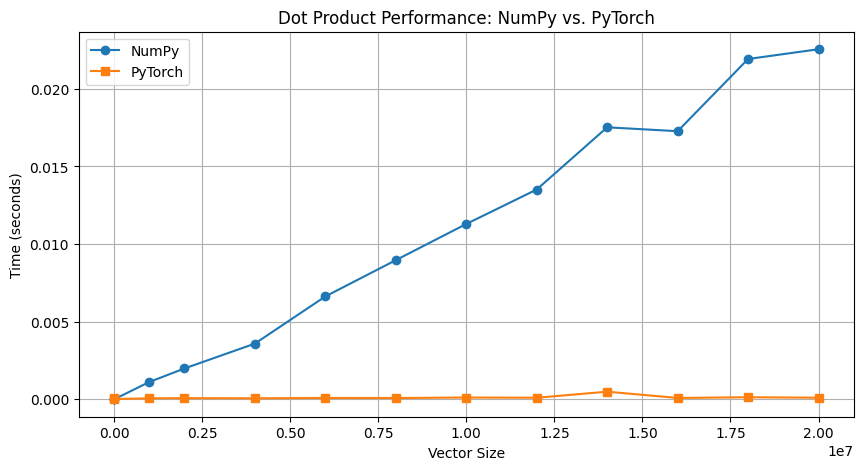 Dot Product Performance: NumPy vs. PyTorch
NumPy
PyTorch
Time (seconds)
0.020
0.015
0.010
0.005
0.000
0.00 0.25 0.50 0.75 1.00 1.25 1.50 1.75 2.00
1e7
Vector Size